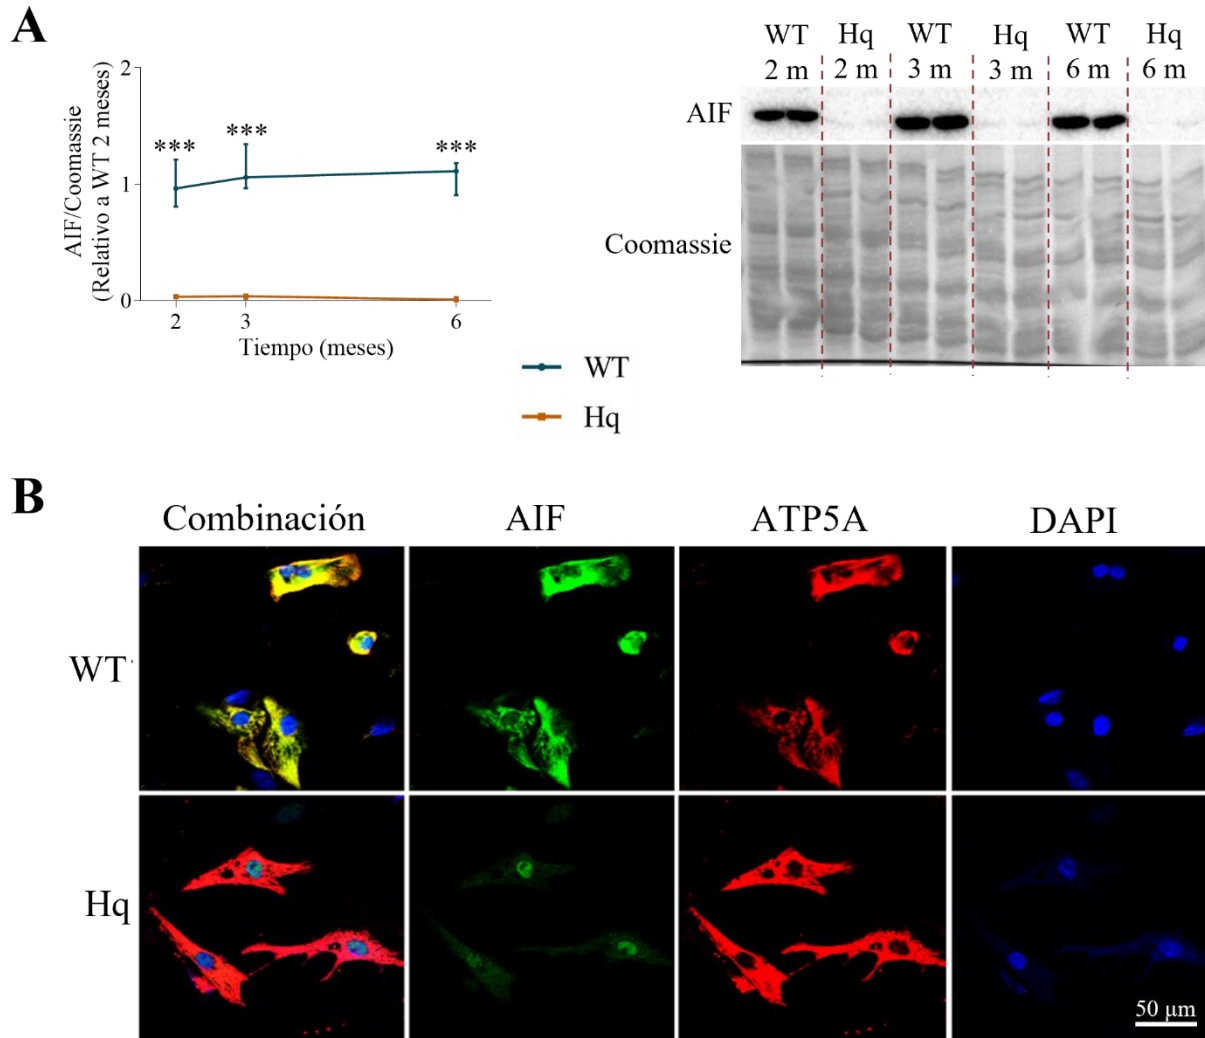 A
AIF/Coomassie
(Relativo a WT 2 meses)
2
1
0
***
***
***
2
3
6
Tiempo (meses)
WT
Hq
WT Hq WT Hq WT Hq
2 m 2 m 3 m 3 m 6 m 6 m
AIF
Coomassie
B
Combinación AIF ATP5A DAPI
WT
Hq
50 µm